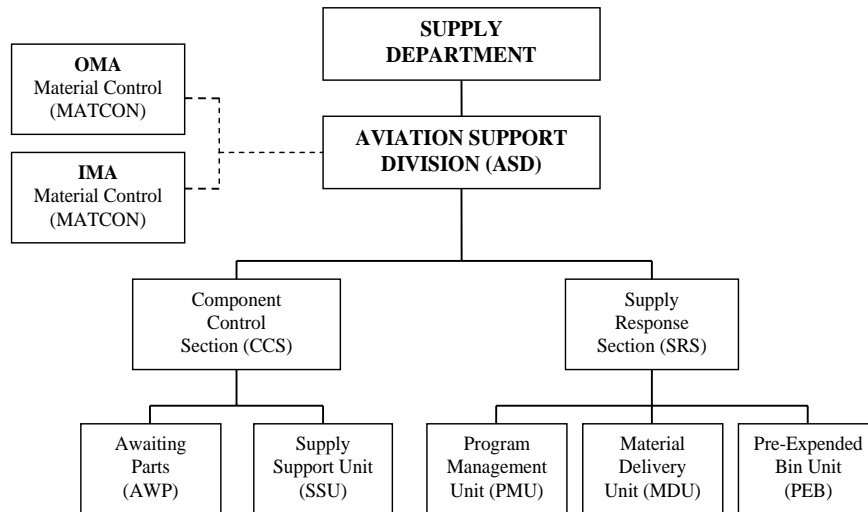 SUPPLY
DEPARTMENT
OMA
Material Control
(MATCON)
AVIATION SUPPORT
DIVISION (ASD)
IMA
Material Control
(MATCON)
Component
Control
Section (CCS)
Supply
Response
Section (SRS)
Awaiting
Parts
(AWP)
Supply
Support Unit
(SSU)
Program
Management
Unit (PMU)
Material
Delivery
Unit (MDU)
Pre-Expended
Bin Unit
(PEB)